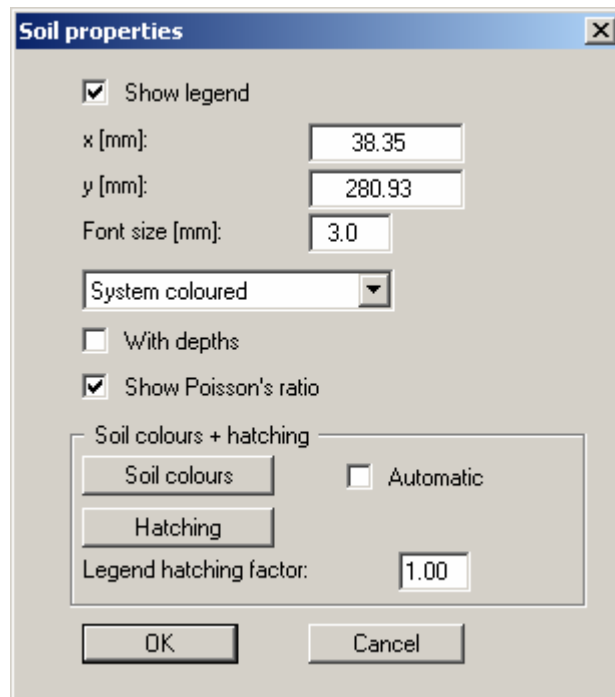 Soil properties
Show legend
x [mm]: 38.35
y [mm]: 280.93
Font size [mm]: 3.0
System coloured
With depths
Show Poisson's ratio
Soil colours + hatching
Soil colours Automatic
Hatching
Legend hatching factor: 1.00
OK Cancel